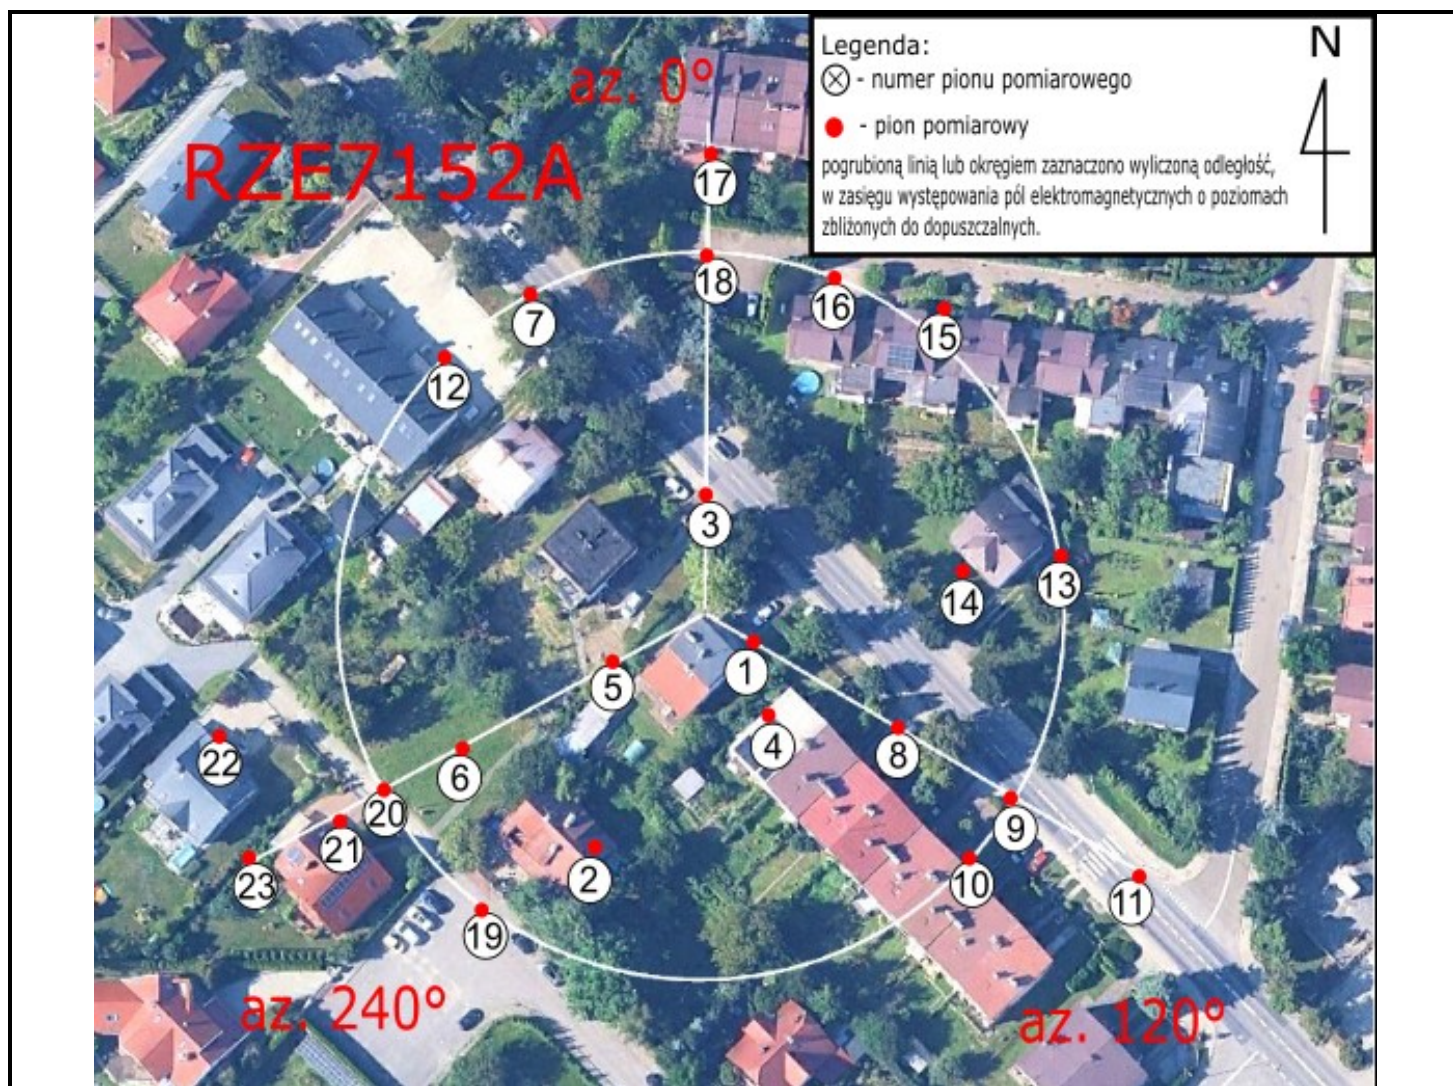 Legenda:
⊗ - numer pionu pomiarowego
● - pion pomiarowy
pogrubioną linią lub okręgiem zaznaczono wyliczoną odległość,
w zasięgu występowania pól elektromagnetycznych o poziomach
zbliżonych do dopuszczalnych.
N
az. 0°
RZE7152A
17
18
16
7
15
12
3
14
13
1
5
4
8
22
6
20
9
21
2
23
10
11
19
az. 240°
az. 120°